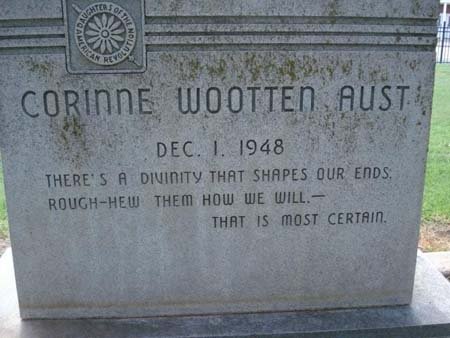 DAUGHTERS OF THE
AMERICAN REVOLUTION
CORINNE WOOTTEN AUST
DEC. 1. 1948
THERE'S A DIVINITY THAT SHAPES OUR ENDS;
ROUGH-HEW THEM HOW WE WILL.—
THAT IS MOST CERTAIN.